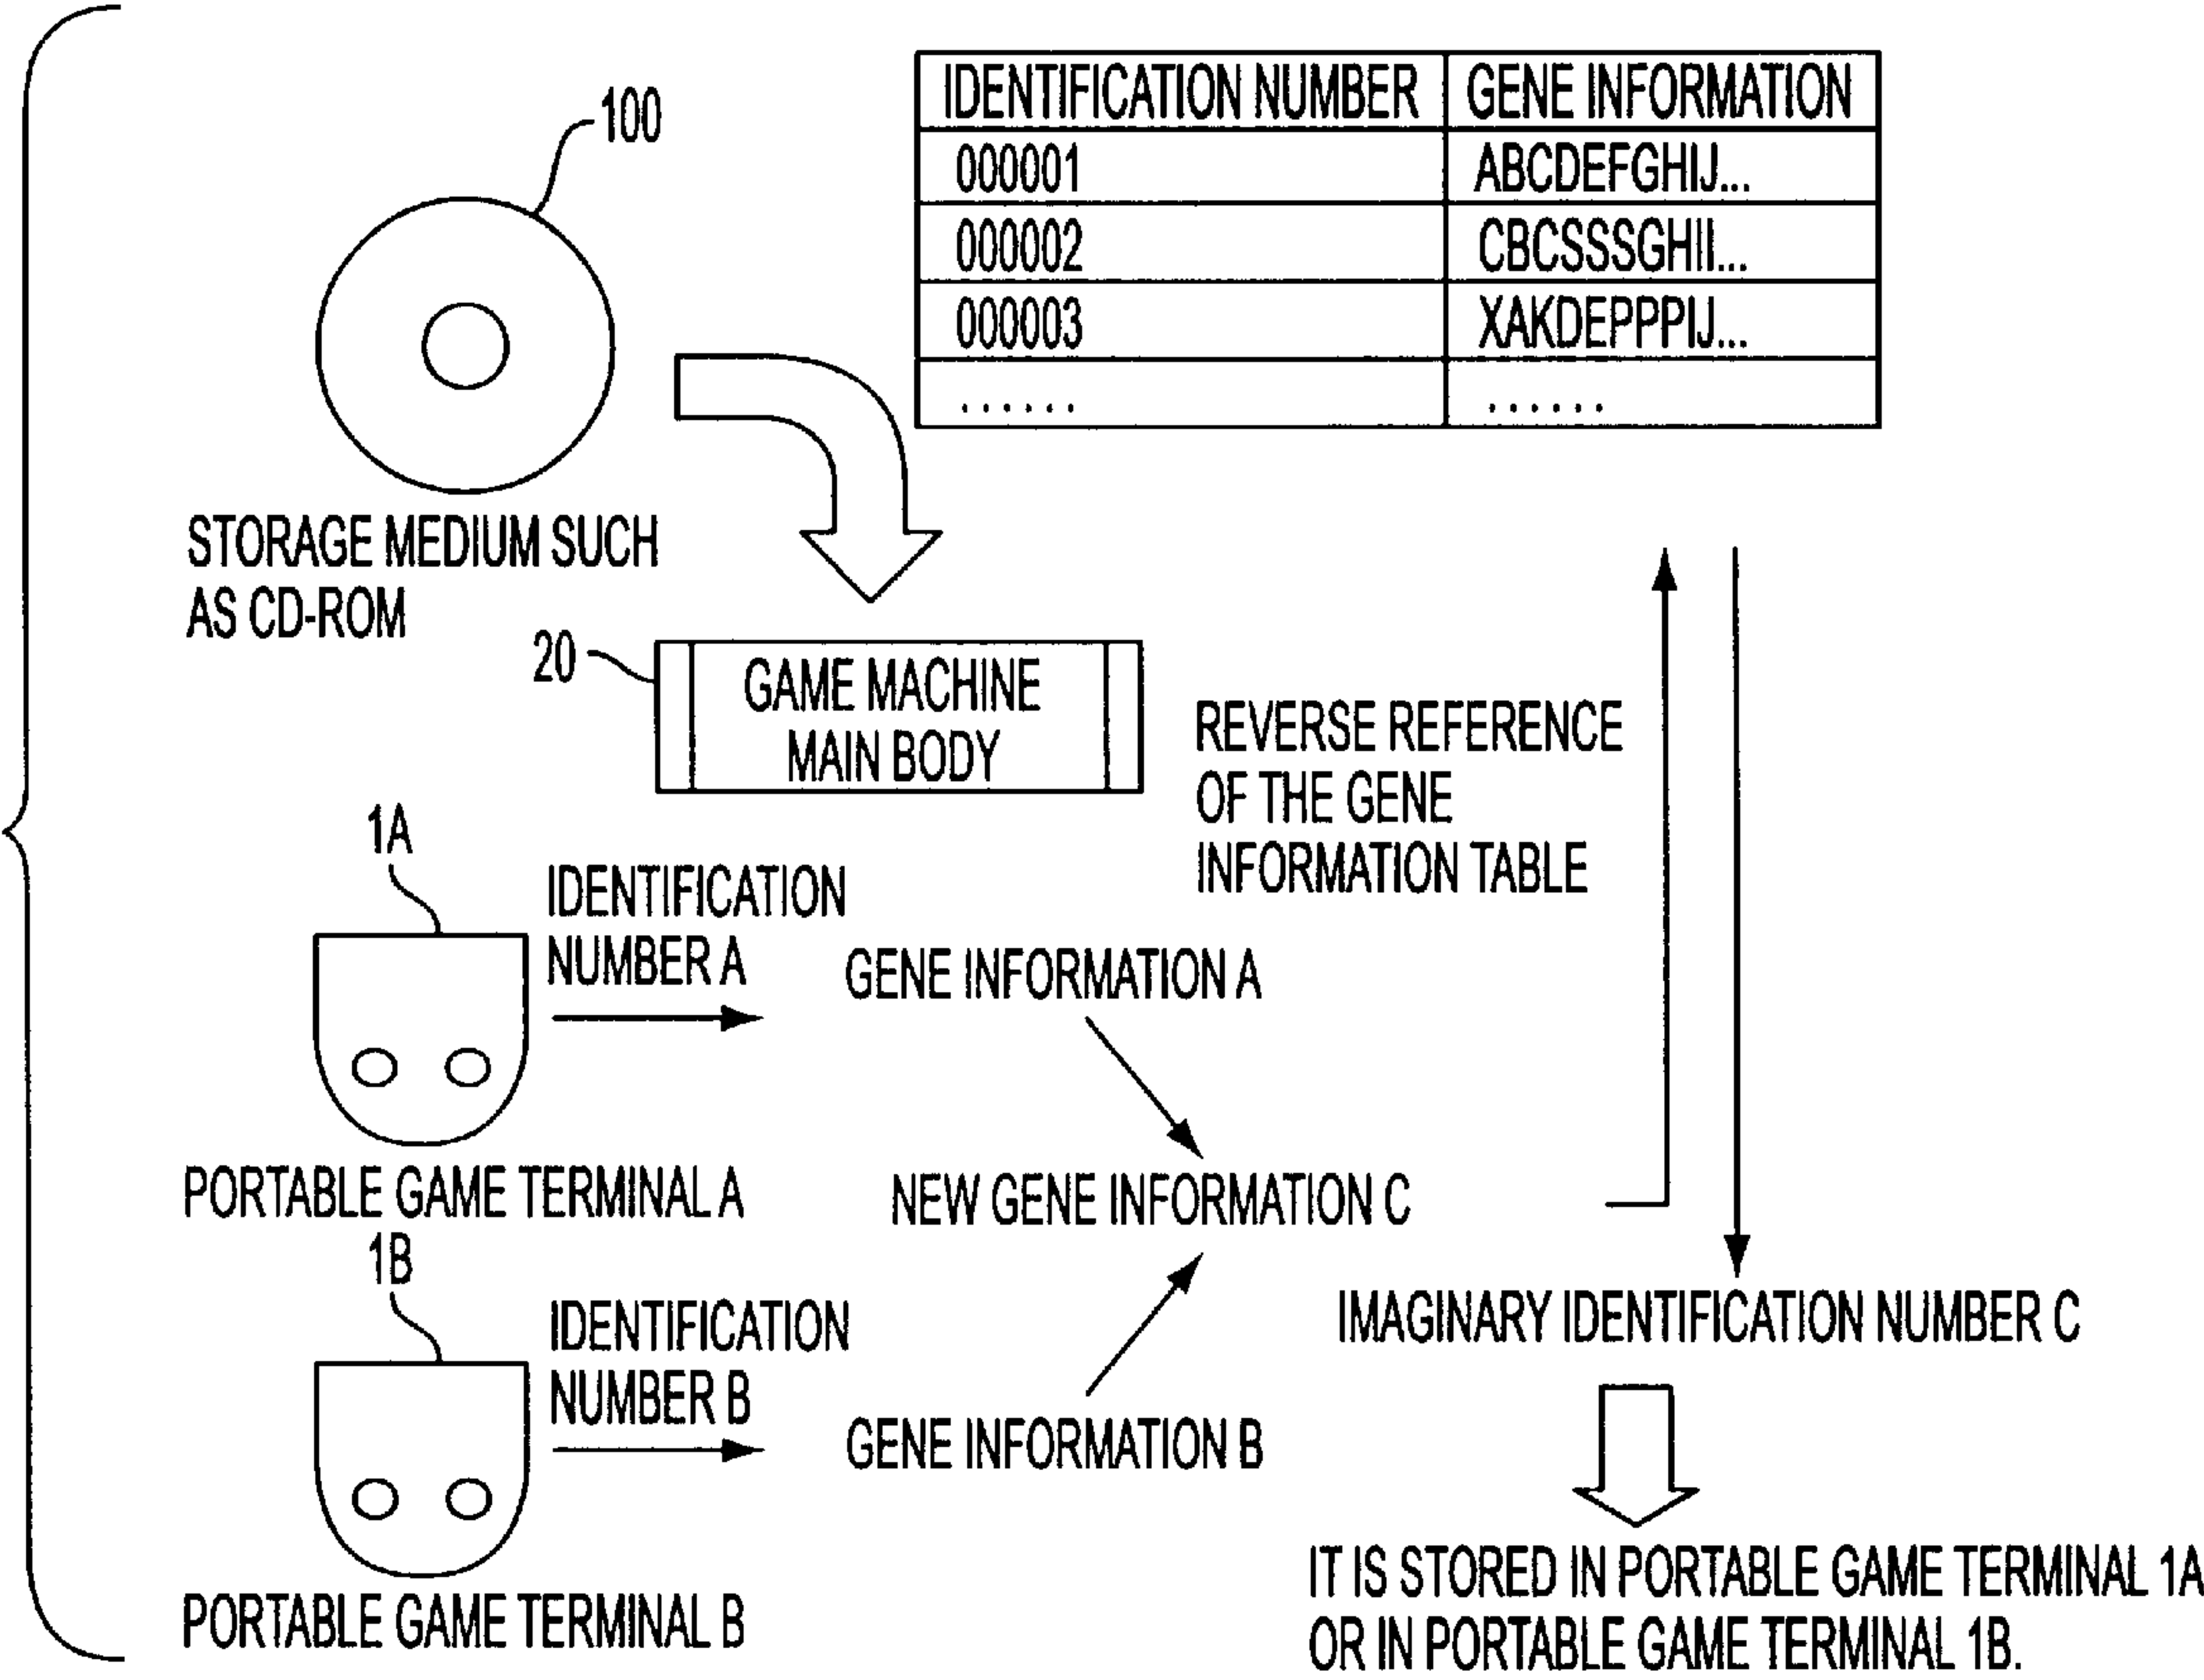 IDENTIFICATION NUMBER GENE INFORMATION
000001 ABCDEFGHIJ...
000002 CBCSSSGHII...
000003 XAKDEPPPIJ...
...... ......
100
STORAGE MEDIUM SUCH
AS CD-ROM
20
GAME MACHINE
MAIN BODY
REVERSE REFERENCE
OF THE GENE
INFORMATION TABLE
1A
IDENTIFICATION
NUMBER A
GENE INFORMATION A
PORTABLE GAME TERMINAL A
NEW GENE INFORMATION C
1B
IDENTIFICATION
NUMBER B
GENE INFORMATION B
PORTABLE GAME TERMINAL B
IMAGINARY IDENTIFICATION NUMBER C
IT IS STORED IN PORTABLE GAME TERMINAL 1A
OR IN PORTABLE GAME TERMINAL 1B.